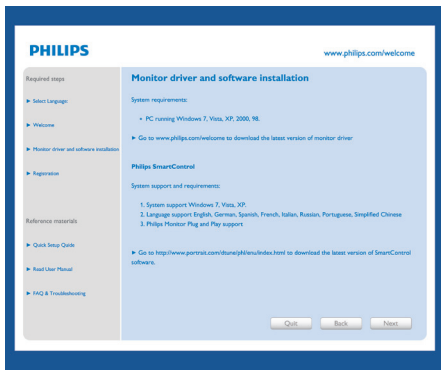 PHILIPS
www.philips.com/welcome
Required steps
► Select Language
► Welcome
► Monitor driver and software installation
► Registration
Reference materials
► Quick Setup Guide
► Read User Manual
► FAQ & Troubleshooting
Monitor driver and software installation
System requirements:
• PC running Windows 7, Vista, XP, 2000, 98.
► Go to www.philips.com/welcome to download the latest version of monitor driver
Philips SmartControl
System support and requirements:
1. System support Windows 7, Vista, XP.
2. Language support English, German, Spanish, French, Italian, Russian, Portuguese, Simplified Chinese
3. Philips Monitor Plug and Play support
► Go to http://www.portrait.com/dtune/phl/enu/index.html to download the latest version of SmartControl
software.
Quit
Back
Next